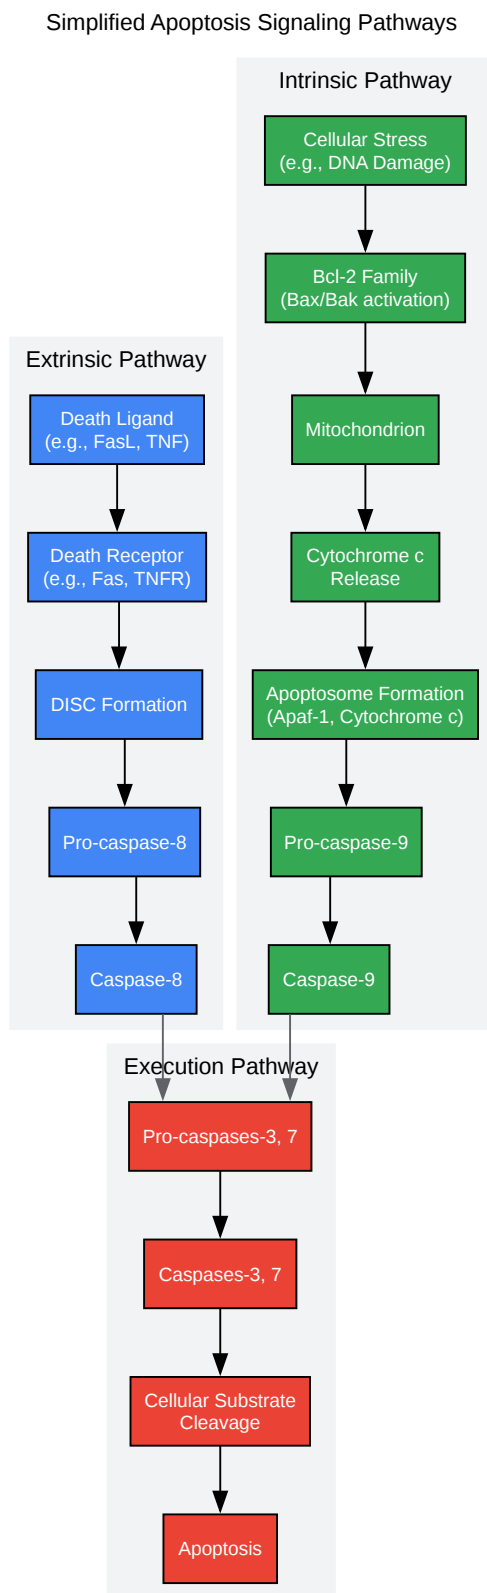 Simplified Apoptosis Signaling Pathways
Intrinsic Pathway
Cellular Stress
(e.g., DNA Damage)
Bcl-2 Family
(Bax/Bak activation)
Mitochondrion
Cytochrome c
Release
Apoptosome Formation
(Apaf-1, Cytochrome c)
Pro-caspase-9
Caspase-9
Extrinsic Pathway
Death Ligand
(e.g., FasL, TNF)
Death Receptor
(e.g., Fas, TNFR)
DISC Formation
Pro-caspase-8
Caspase-8
Execution Pathway
Pro-caspases-3, 7
Caspases-3, 7
Cellular Substrate
Cleavage
Apoptosis